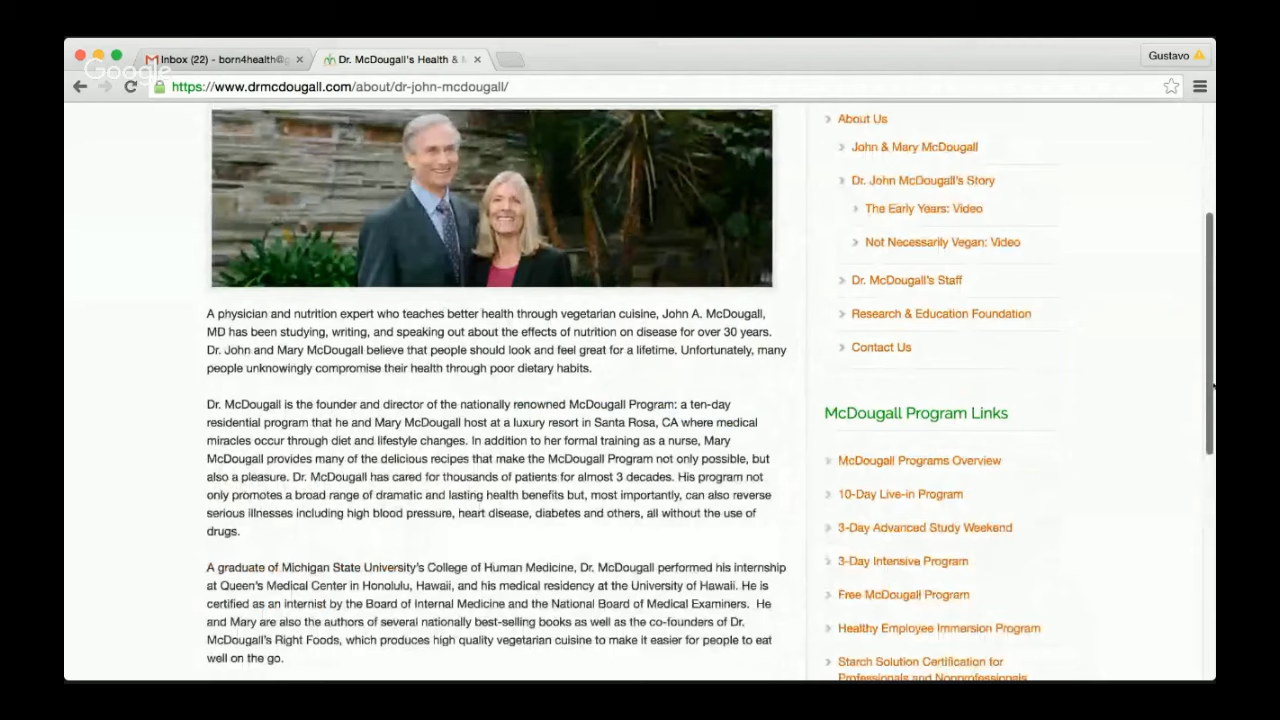 Inbox (22) - born4health@g
Dr. McDougall's Health &
Gustavo
Google
https://www.drmcdougall.com/about/dr-john-mcdougall/
A physician and nutrition expert who teaches better health through vegetarian cuisine, John A. McDougall,
MD has been studying, writing, and speaking out about the effects of nutrition on disease for over 30 years.
Dr. John and Mary McDougall believe that people should look and feel great for a lifetime. Unfortunately, many
people unknowingly compromise their health through poor dietary habits.
Dr. McDougall is the founder and director of the nationally renowned McDougall Program: a ten-day
residential program that he and Mary McDougall host at a luxury resort in Santa Rosa, CA where medical
miracles occur through diet and lifestyle changes. In addition to her formal training as a nurse, Mary
McDougall provides many of the delicious recipes that make the McDougall Program not only possible, but
also a pleasure. Dr. McDougall has cared for thousands of patients for almost 3 decades. His program not
only promotes a broad range of dramatic and lasting health benefits but, most importantly, can also reverse
serious illnesses including high blood pressure, heart disease, diabetes and others, all without the use of
drugs.
A graduate of Michigan State University's College of Human Medicine, Dr. McDougall performed his internship
at Queen's Medical Center in Honolulu, Hawaii, and his medical residency at the University of Hawaii. He is
certified as an internist by the Board of Internal Medicine and the National Board of Medical Examiners. He
and Mary are also the authors of several nationally best-selling books as well as the co-founders of Dr.
McDougall's Right Foods, which produces high quality vegetarian cuisine to make it easier for people to eat
well on the go.
About Us
John & Mary McDougall
Dr. John McDougall's Story
The Early Years: Video
Not Necessarily Vegan: Video
Dr. McDougall's Staff
Research & Education Foundation
Contact Us
McDougall Program Links
McDougall Programs Overview
10-Day Live-in Program
3-Day Advanced Study Weekend
3-Day Intensive Program
Free McDougall Program
Healthy Employee Immersion Program
Starch Solution Certification for
Professionals and Nonprofessionals